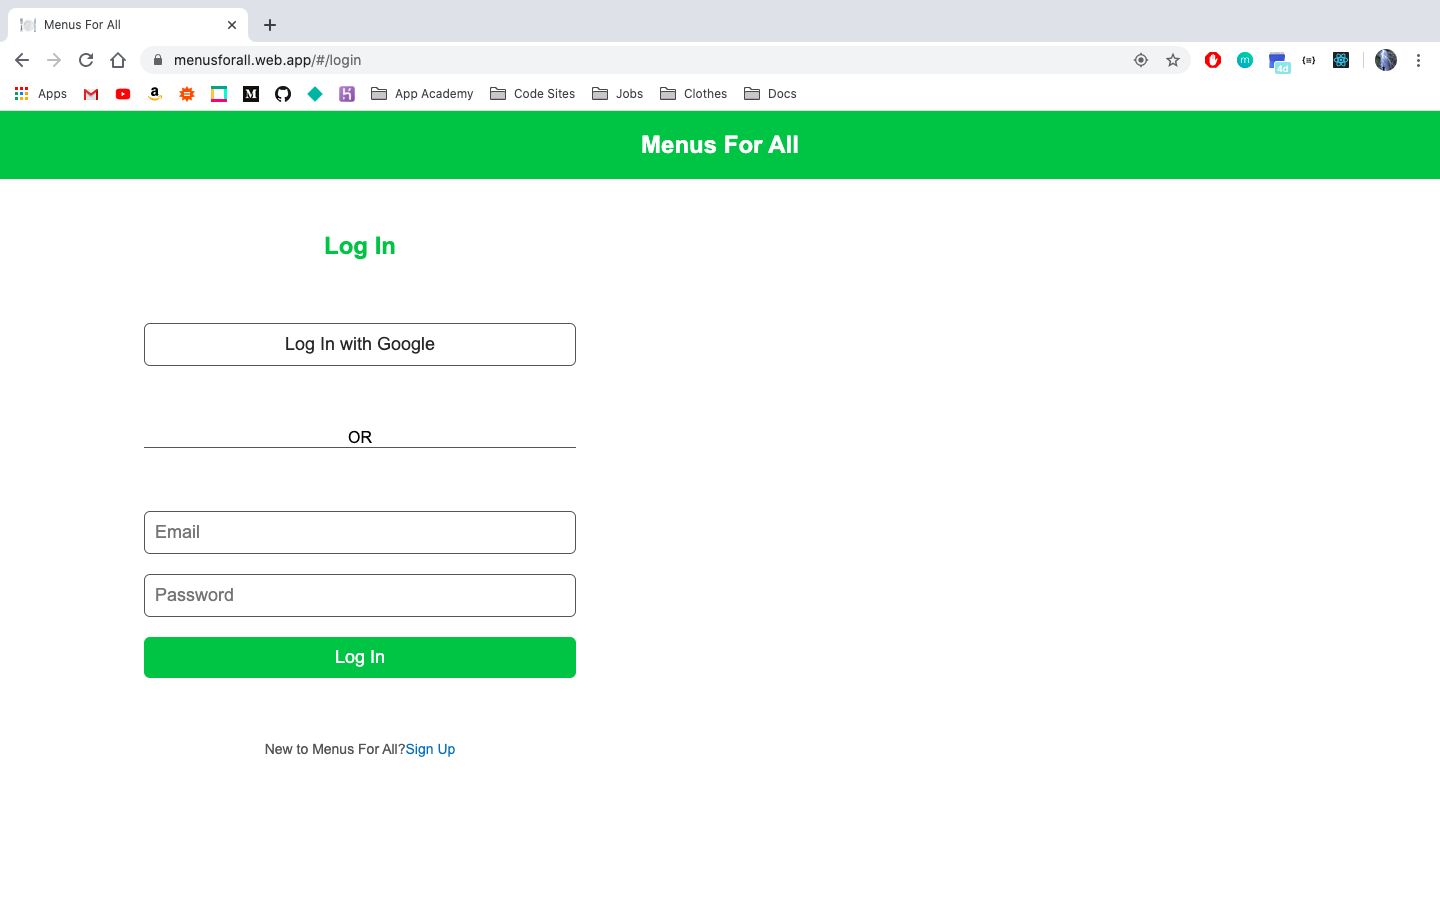 Menus For All
menusforall.web.app/#/login
4d
Apps
App Academy
Code Sites
Jobs
Clothes
Docs
Menus For All
Log In
Log In with Google
OR
Email
Password
Log In
New to Menus For All?Sign Up